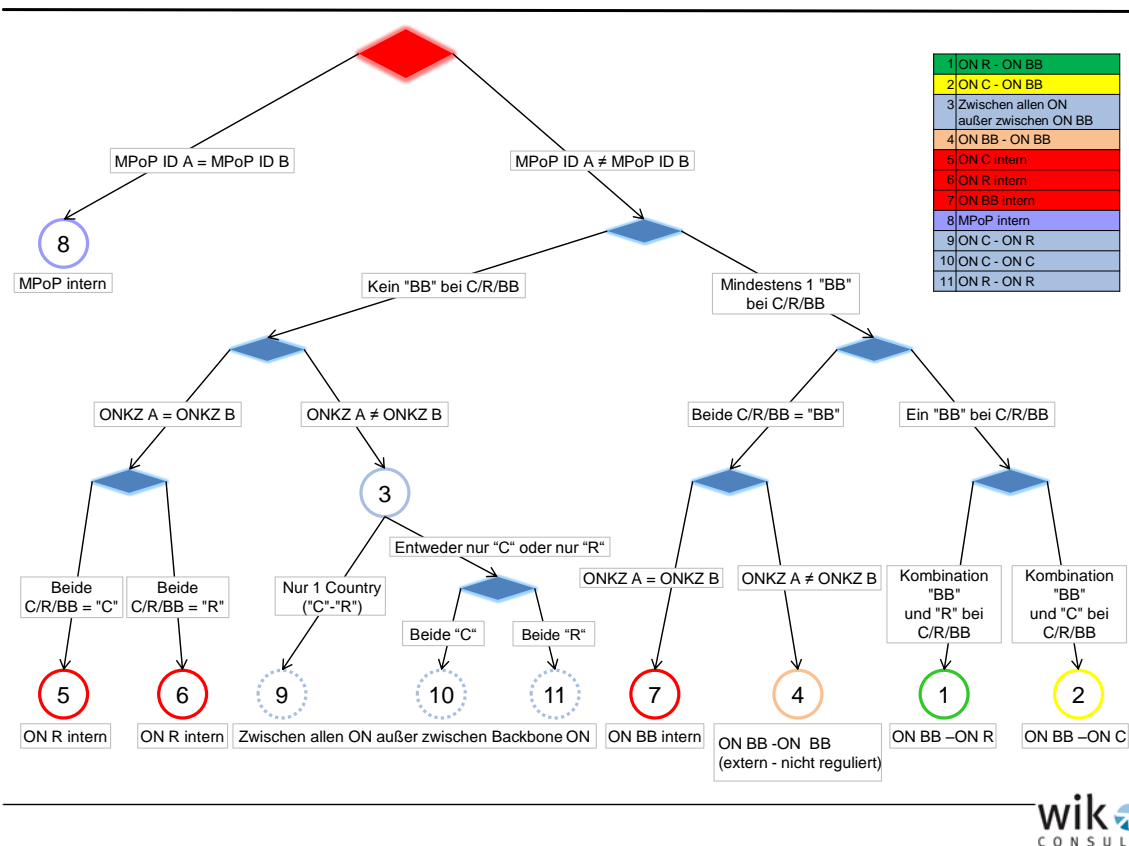 1 ON R - ON BB
2 ON C - ON BB
3 Zwischen allen ON
außer zwischen ON BB
4 ON BB - ON BB
5 ON C intern
6 ON R intern
7 ON BB intern
8 MPoP intern
9 ON C - ON R
10 ON C - ON C
11 ON R - ON R
MPoP ID A = MPoP ID B
MPoP ID A ≠ MPoP ID B
8
MPoP intern
Kein "BB" bei C/R/BB
Mindestens 1 "BB"
bei C/R/BB
ONKZ A = ONKZ B
ONKZ A ≠ ONKZ B
Beide C/R/BB = "BB"
Ein "BB" bei C/R/BB
3
Entweder nur “C“ oder nur “R“
Beide
C/R/BB = "C"
Beide
C/R/BB = "R"
Nur 1 Country
("C"-"R")
ONKZ A = ONKZ B
ONKZ A ≠ ONKZ B
Kombination
"BB"
und "R" bei
C/R/BB
Kombination
"BB"
und "C" bei
C/R/BB
Beide “C“
Beide “R“
5
6
9
10
11
7
4
1
2
ON R intern
ON R intern
Zwischen allen ON außer zwischen Backbone ON
ON BB intern
ON BB -ON BB
(extern - nicht reguliert)
ON BB –ON R
ON BB –ON C
wik
CONSUL